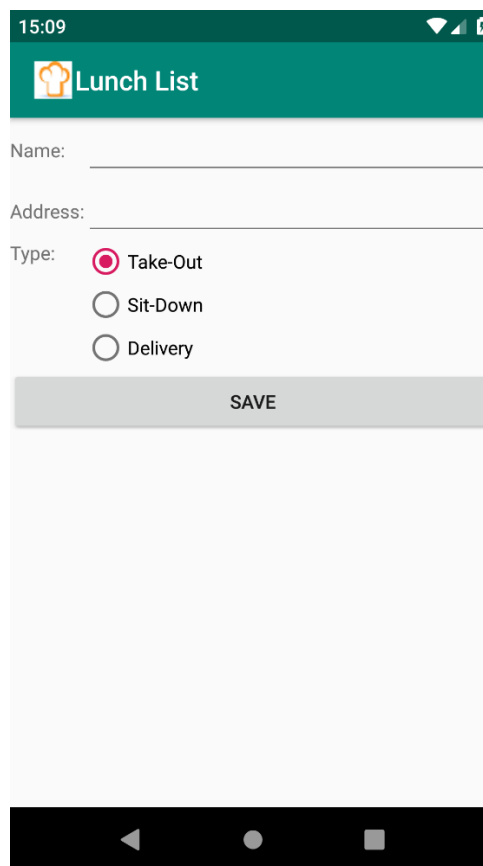 15:09
Lunch List
Name:
Address:
Type:
Take-Out
Sit-Down
Delivery
SAVE